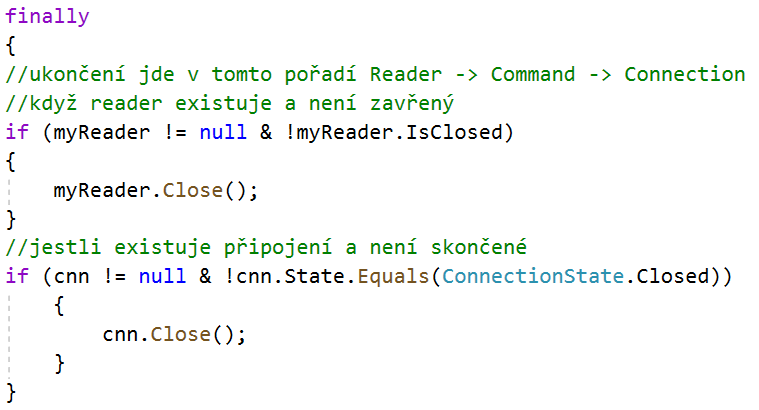 finally
{
//ukončení jde v tomto pořadí Reader -> Command -> Connection
//když reader existuje a není zavřený
if (myReader != null & !myReader.IsClosed)
{
    myReader.Close();
}
//jestli existuje připojení a není skončené
if (cnn != null & !cnn.State.Equals(ConnectionState.Closed))
    {
        cnn.Close();
    }
}